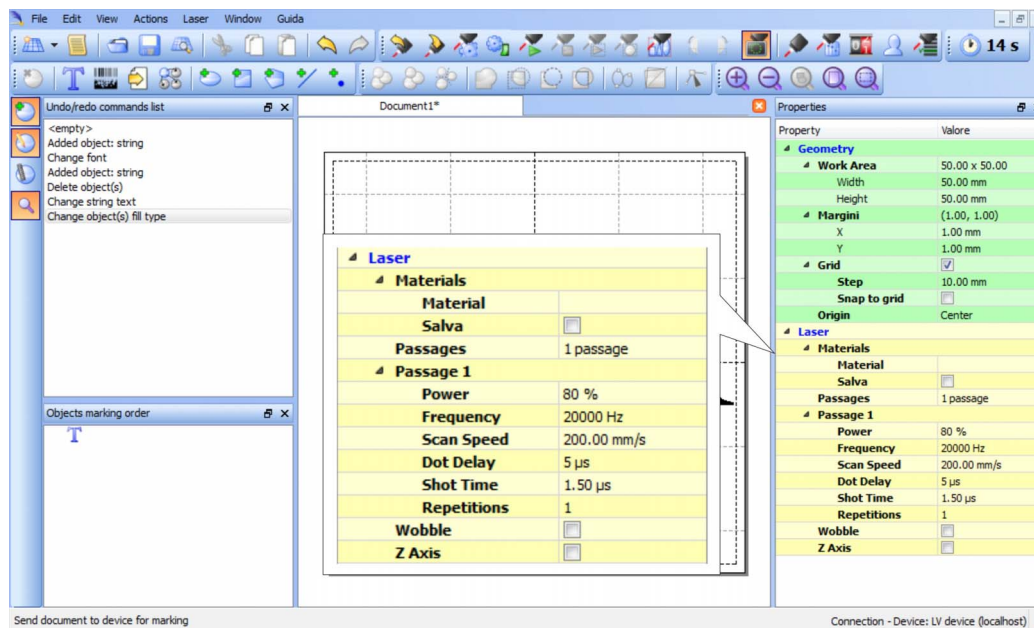 File Edit View Actions Laser Window Guida
14 s
Undo/redo commands list
<empty>
Added object: string
Change font
Added object: string
Delete object(s)
Change string text
Change object(s) fill type
Objects marking order
T
Document1*
Laser
Materials
Material
Salva
Passages 1 passage
Passage 1
Power 80 %
Frequency 20000 Hz
Scan Speed 200.00 mm/s
Dot Delay 5 µs
Shot Time 1.50 µs
Repetitions 1
Wobble
Z Axis
Properties
Property Valore
Geometry
Work Area 50.00 x 50.00
Width 50.00 mm
Height 50.00 mm
Margini (1.00, 1.00)
X 1.00 mm
Y 1.00 mm
Grid
Step 10.00 mm
Snap to grid
Origin Center
Laser
Materials
Material
Salva
Passages 1 passage
Passage 1
Power 80 %
Frequency 20000 Hz
Scan Speed 200.00 mm/s
Dot Delay 5 µs
Shot Time 1.50 µs
Repetitions 1
Wobble
Z Axis
Send document to device for marking
Connection - Device: LV device (localhost)